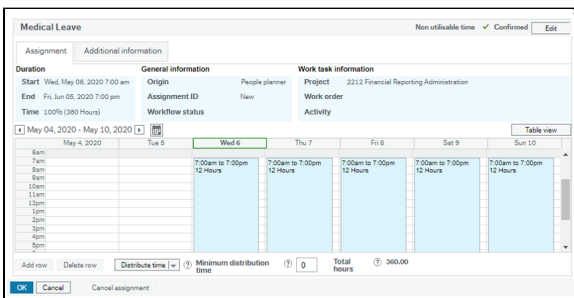 Medical Leave Non utilisable time ✓ Confirmed Edit
Assignment Additional information
Duration General information Work task information
Start Wed, May 06, 2020 7:00 am Origin People planner Project 2212 Financial Reporting Administration
End Fri, Jun 05, 2020 7:00 pm Assignment ID New Work order
Time 100% (360 Hours) Workflow status Activity
May 04, 2020 - May 10, 2020 Table view
May 4, 2020 Tue 5 Wed 6 Thu 7 Fri 8 Sat 9 Sun 10
6am
7am 7:00am to 7:00pm 7:00am to 7:00pm 7:00am to 7:00pm 7:00am to 7:00pm 7:00am to 7:00pm
8am 12 Hours 12 Hours 12 Hours 12 Hours 12 Hours
9am
10am
11am
12pm
1pm
2pm
3pm
4pm
5pm
Add row Delete row Distribute time Minimum distribution time 0 Total hours 360.00
OK Cancel Cancel assignment